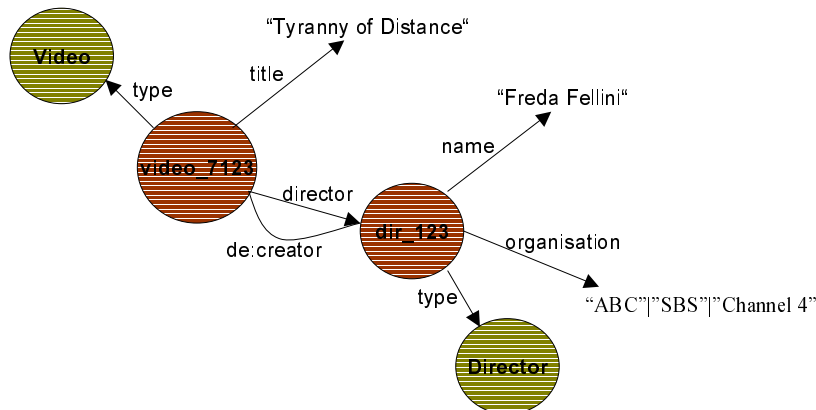 “Tyranny of Distance“
Video
title
type
“Freda Fellini“
name
video_7123
director
dir_123
organisation
de:creator
type
“ABC”|”SBS”|”Channel 4”
Director